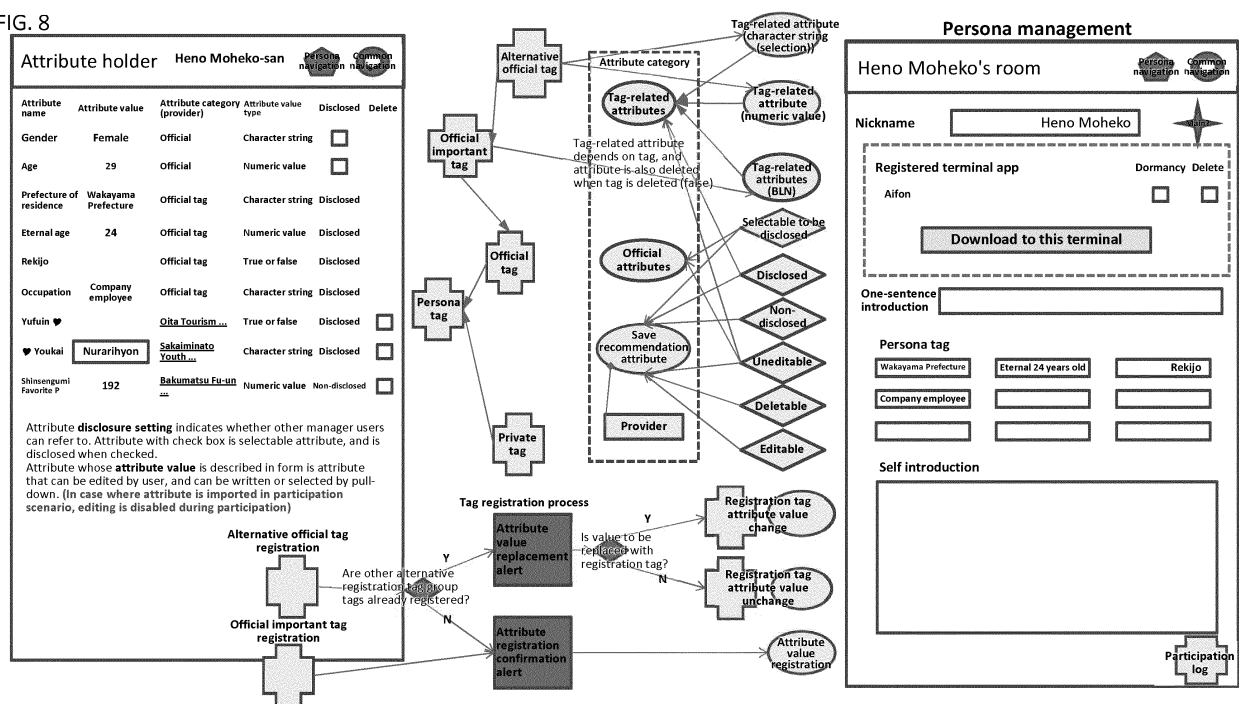 FIG. 8
Attribute holder
Heno Moheko-san
Persona
navigation
Common
navigation
Attribute
name
Attribute value
Attribute category
(provider)
Attribute value
type
Disclosed
Delete
Gender
Female
Official
Character string
Age
29
Official
Numeric value
Prefecture of
residence
Wakayama
Prefecture
Official tag
Character string
Disclosed
Eternal age
24
Official tag
Numeric value
Disclosed
Rekijo
Official tag
True or false
Disclosed
Occupation
Company
employee
Official tag
Character string
Disclosed
Yufuin ♥
Oita Tourism ...
True or false
Disclosed
♥ Youkai
Nurarihyon
Sakaiminato
Youth ...
Character string
Disclosed
Shinsengumi
Favorite P
192
Bakumatsu Fu-un
...
Numeric value
Non-disclosed
Attribute disclosure setting indicates whether other manager users
can refer to. Attribute with check box is selectable attribute, and is
disclosed when checked.
Attribute whose attribute value is described in form is attribute
that can be edited by user, and can be written or selected by pull-
down. (In case where attribute is imported in participation
scenario, editing is disabled during participation)
Alternative official tag
registration
Official important tag
registration
Are other alternative
registration tag group
tags already registered?
Y
N
Tag registration process
Attribute
value
replacement
alert
Attribute
registration
confirmation
alert
Is value to be
replaced with
registration tag?
Y
N
Registration tag
attribute value
change
Registration tag
attribute value
unchange
Attribute
value
registration
Alternative
official tag
Official
important
tag
Official
tag
Persona
tag
Private
tag
Attribute category
Tag-related
attributes
Tag-related attribute
depends on tag, and
attribute is also deleted
when tag is deleted (false)
Official
attributes
Save
recommendation
attribute
Provider
Tag-related attribute
(character string
(selection))
Tag-related
attribute
(numeric value)
Tag-related
attributes
(BLN)
Selectable to be
disclosed
Disclosed
Non-
disclosed
Uneditable
Deletable
Editable
Persona management
Heno Moheko's room
Persona
navigation
Common
navigation
Nickname
Heno Moheko
Main?
Registered terminal app
Dormancy
Delete
Aifon
Download to this terminal
One-sentence
introduction
Persona tag
Wakayama Prefecture
Eternal 24 years old
Rekijo
Company employee
Self introduction
Participation
log